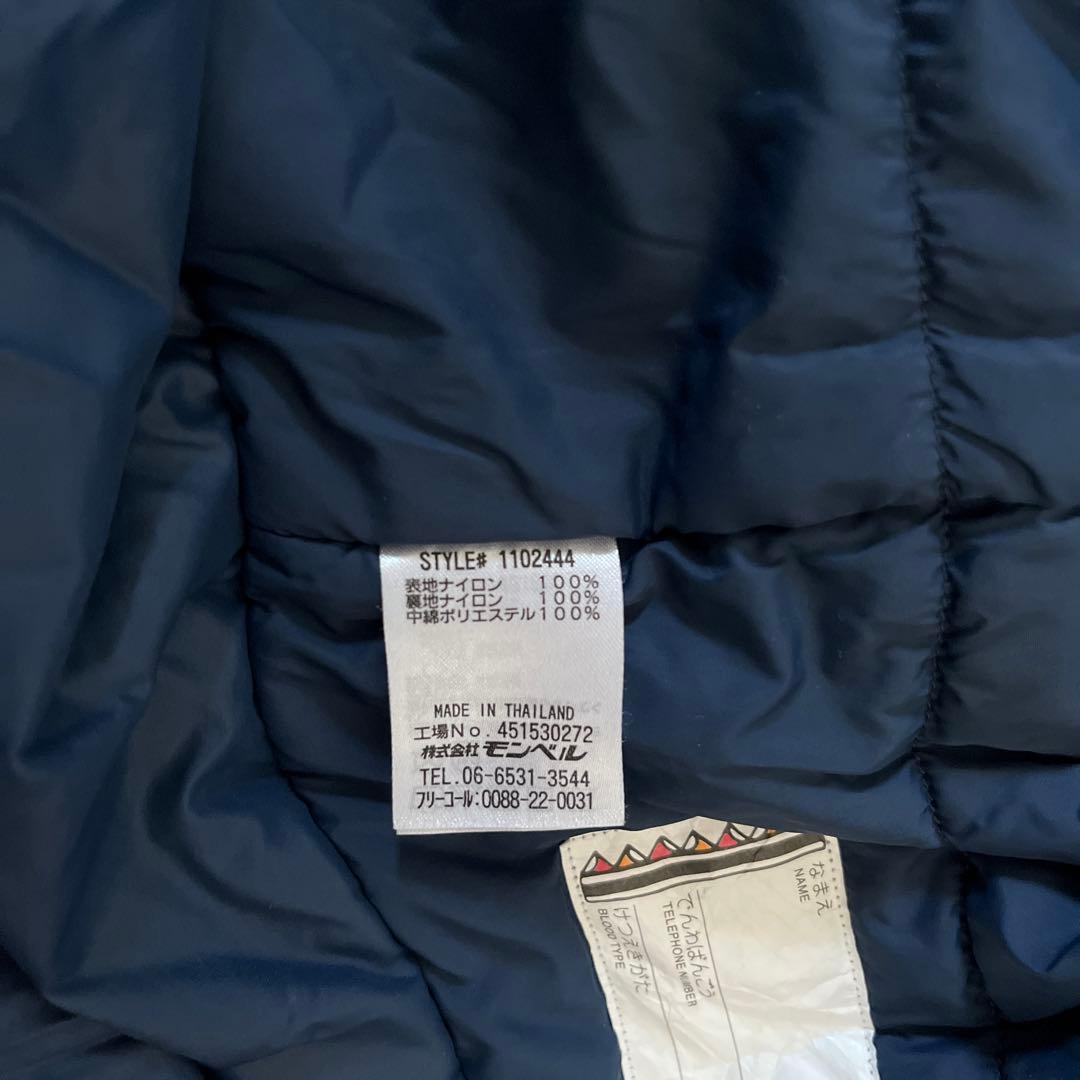 STYLE# 1102444
表地ナイロン 100%
裏地ナイロン 100%
中綿ポリエステル100%
MADE IN THAILAND
工場No.451530272
株式会社モンベル
TEL.06-6531-3544
フリーコール:0088-22-0031
なまえ
NAME
でんわばんごう
TELEPHONE NUMBER
けつえきがた
BLOOD TYPE